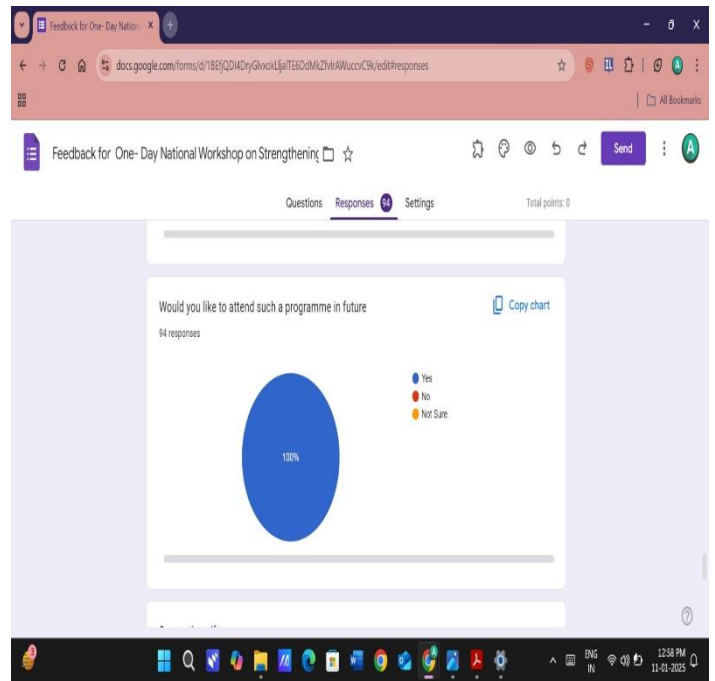 Feedback for One- Day Nation
docs.google.com/forms/d/1BEfjQDI4DryGlvxokLljalTE6DdMkZfvIrAWuccvC9k/edit#responses
All Bookmarks
Feedback for One- Day National Workshop on Strengthening
Send
A
Questions Responses 94 Settings
Total points: 0
Would you like to attend such a programme in future
Copy chart
94 responses
Yes
No
Not Sure
100%
ENG
IN
12:58 PM
11-01-2025